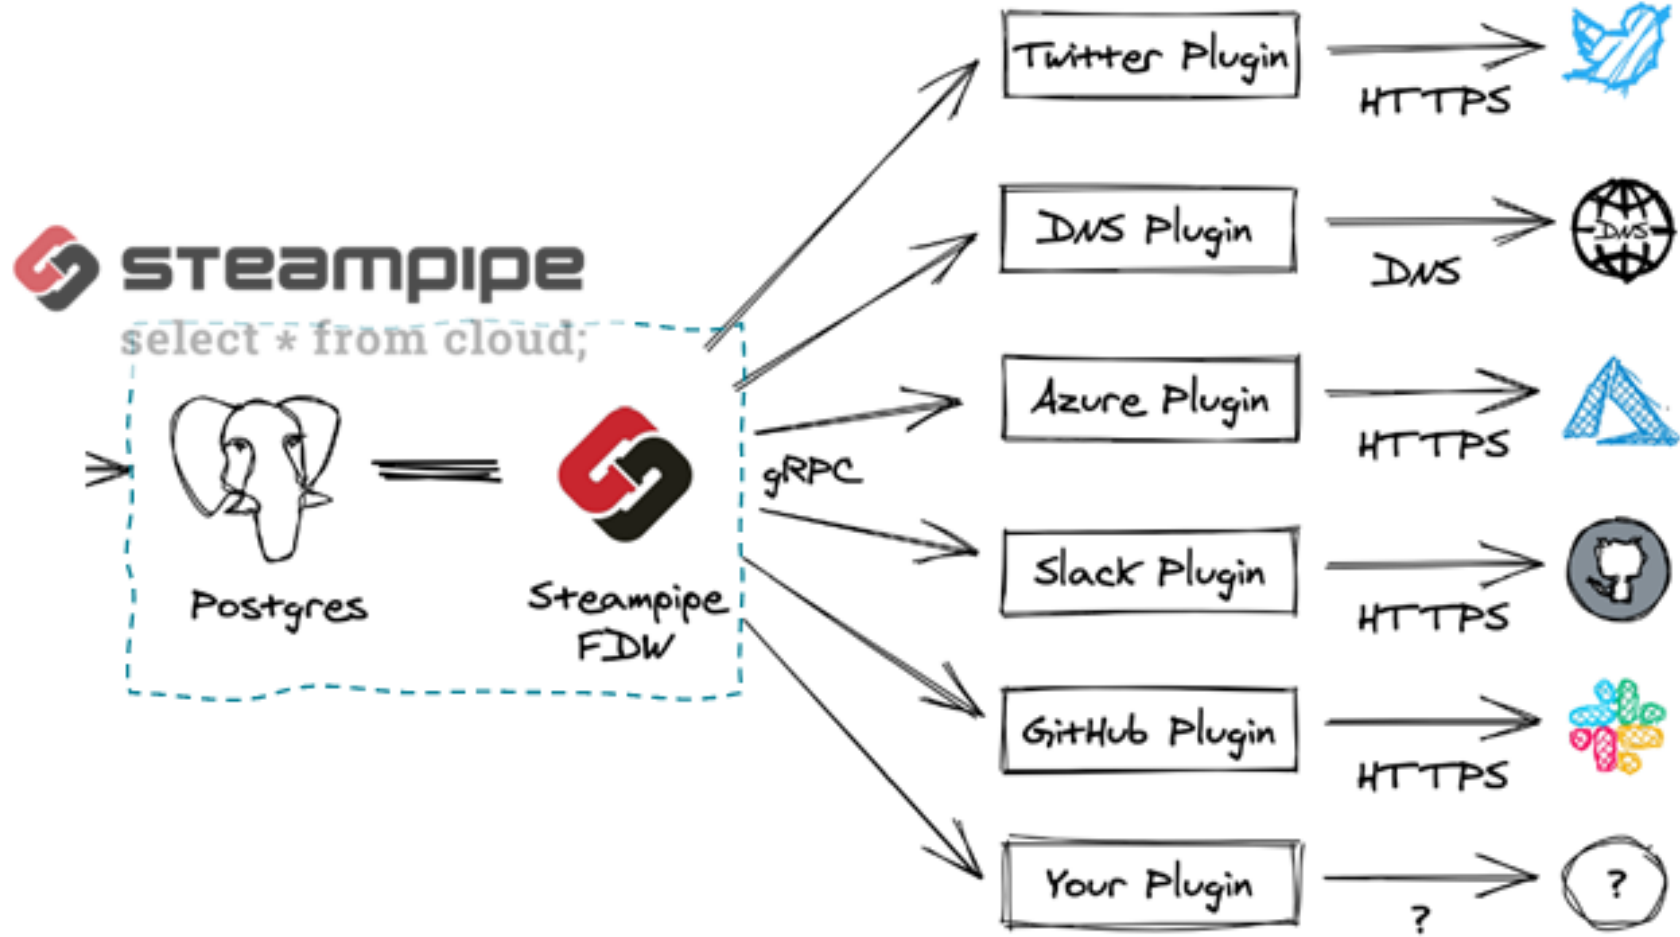 steampipe
select * from cloud;
Postgres
Steampipe
FDW
gRPC
Twitter Plugin
HTTPS
DNS Plugin
DNS
DNS
Azure Plugin
HTTPS
Slack Plugin
HTTPS
GitHub Plugin
HTTPS
Your Plugin
?
?